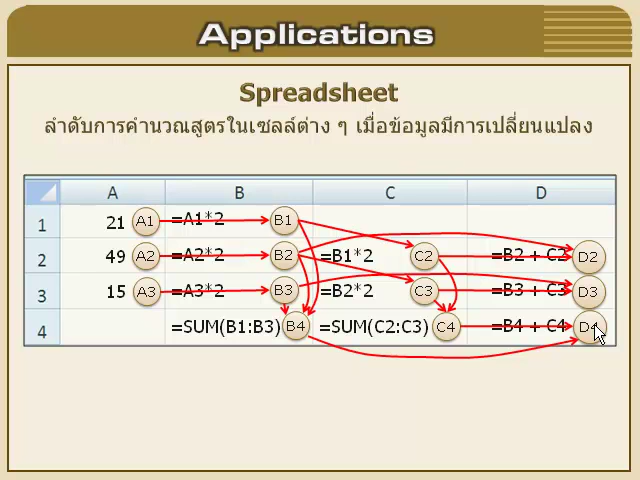 Applications
Spreadsheet
ลำดับการคำนวณสูตรในเซลล์ต่าง ๆ เมื่อข้อมูลมีการเปลี่ยนแปลง
A B C D
1 21 A1 =A1*2 B1
2 49 A2 =A2*2 B2 =B1*2 C2 =B2 + C2 D2
3 15 A3 =A3*2 B3 =B2*2 C3 =B3 + C3 D3
4 =SUM(B1:B3) B4 =SUM(C2:C3) C4 =B4 + C4 D4